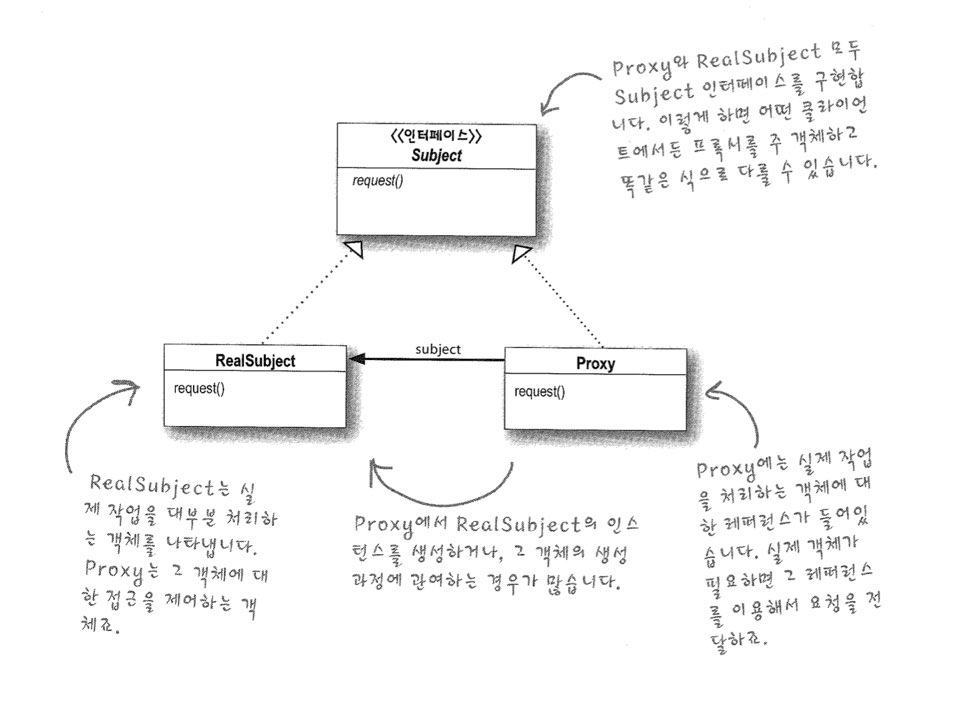 Proxy와 RealSubject 모두
Subject 인터페이스를 구현합
니다. 이렇게 하면 어떤 클라이언
트에서든 프록시를 주 객체하고
똑같은 식으로 다룰 수 있습니다.
<<인터페이스>>
Subject
request()
RealSubject
request()
subject
Proxy
request()
RealSubject는 실
제 작업을 대부분 처리하
는 객체를 나타냅니다.
Proxy는 그 객체에 대
한 접근을 제어하는 객
체죠.
Proxy에서 RealSubject의 인스
턴스를 생성하거나, 그 객체의 생성
과정에 관여하는 경우가 많습니다.
Proxy에는 실제 작업
을 처리하는 객체에 대
한 레퍼런스가 들어있
습니다. 실제 객체가
필요하면 그 레퍼런스
를 이용해서 요청을 전
달하죠.